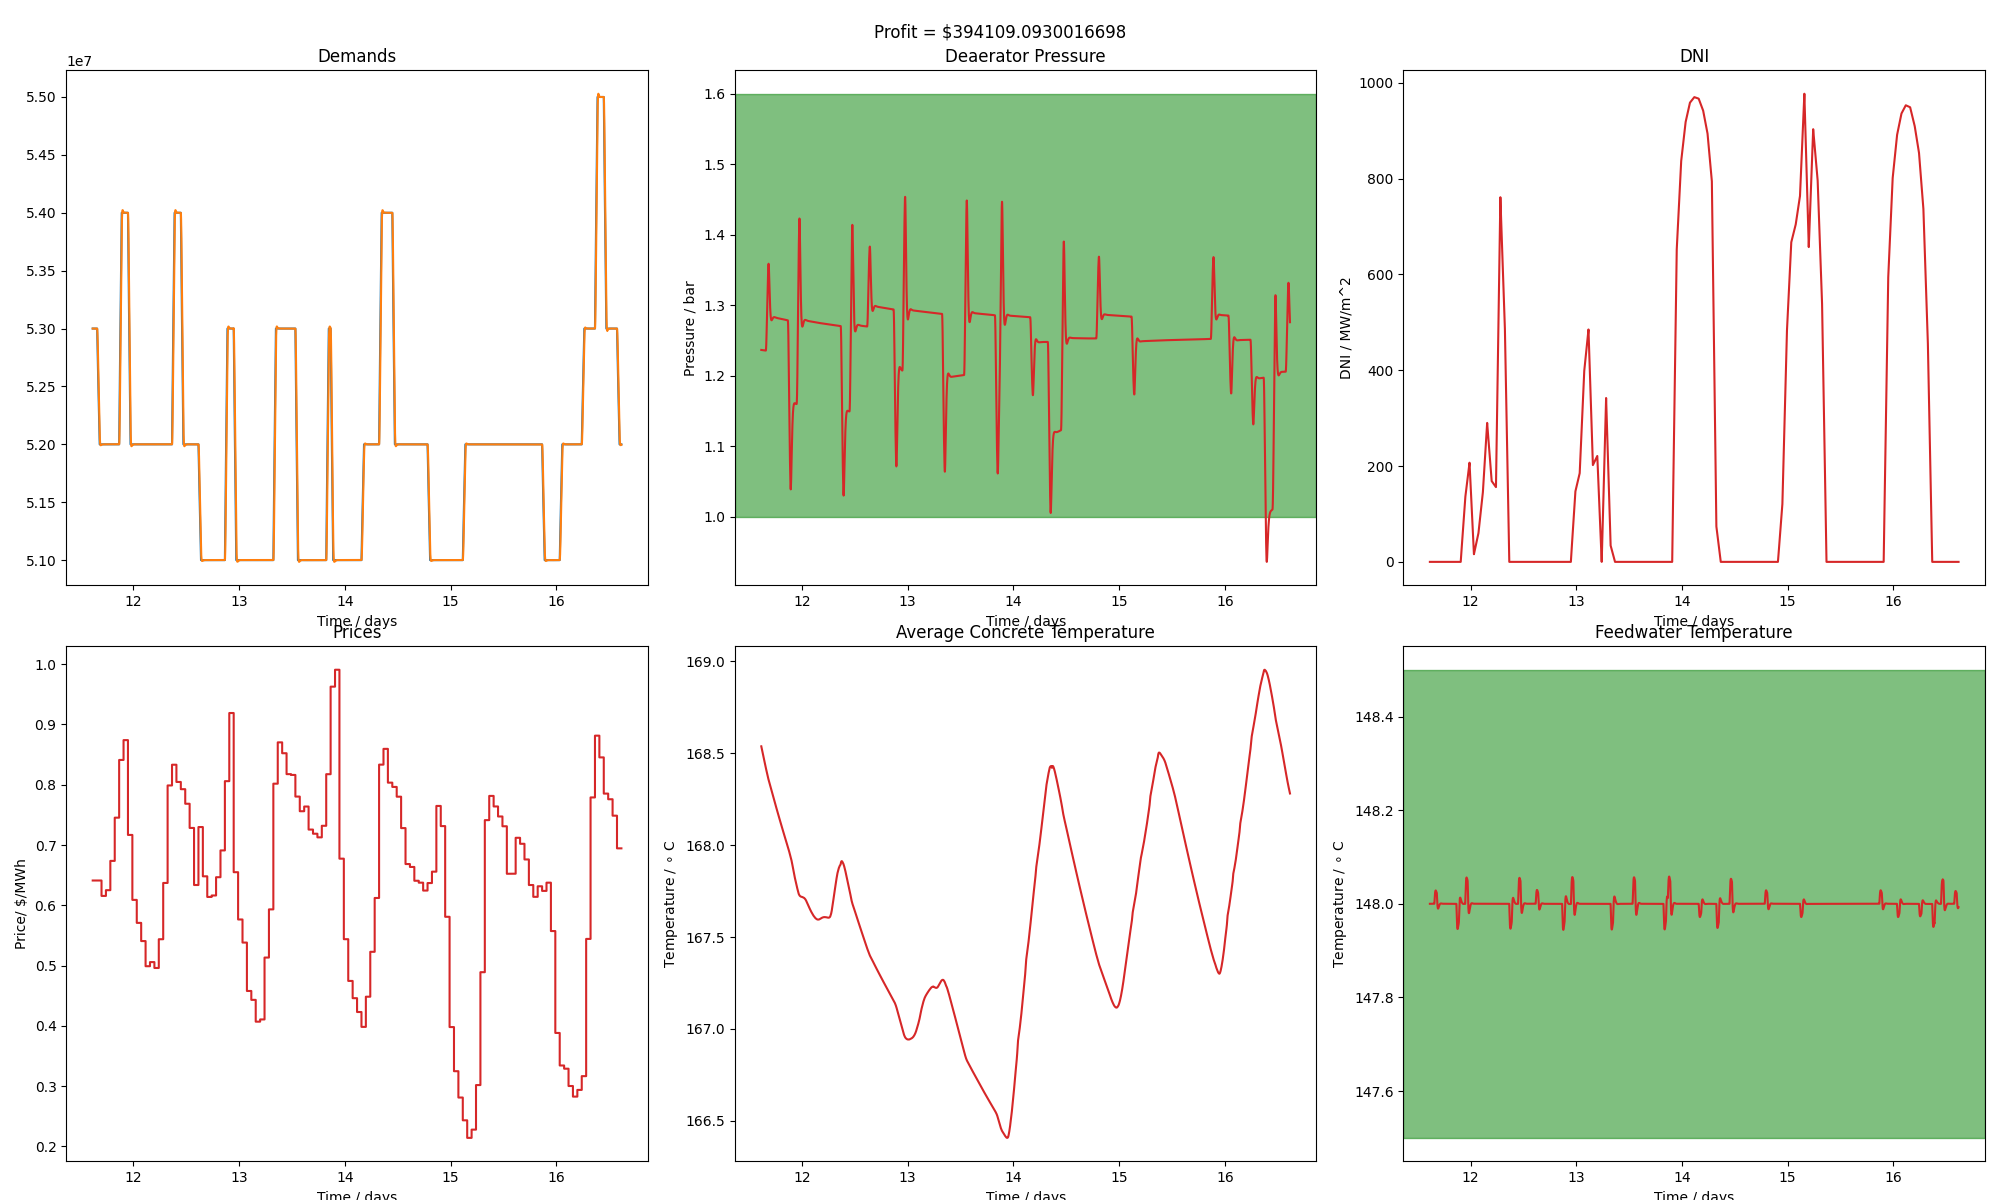 Profit = $394109.0930016698
Demands
1e7
5.50
5.45
5.40
5.35
5.30
5.25
5.20
5.15
5.10
12 13 14 15 16
Time / days
Deaerator Pressure
Pressure / bar
1.6
1.5
1.4
1.3
1.2
1.1
1.0
12 13 14 15 16
Time / days
DNI
DNI / MW/m^2
1000
800
600
400
200
0
12 13 14 15 16
Time / days
Prices
Price/ $/MWh
1.0
0.9
0.8
0.7
0.6
0.5
0.4
0.3
0.2
12 13 14 15 16
Time / days
Average Concrete Temperature
Temperature / ∘ C
169.0
168.5
168.0
167.5
167.0
166.5
12 13 14 15 16
Time / days
Feedwater Temperature
Temperature / ∘ C
148.4
148.2
148.0
147.8
147.6
12 13 14 15 16
Time / days